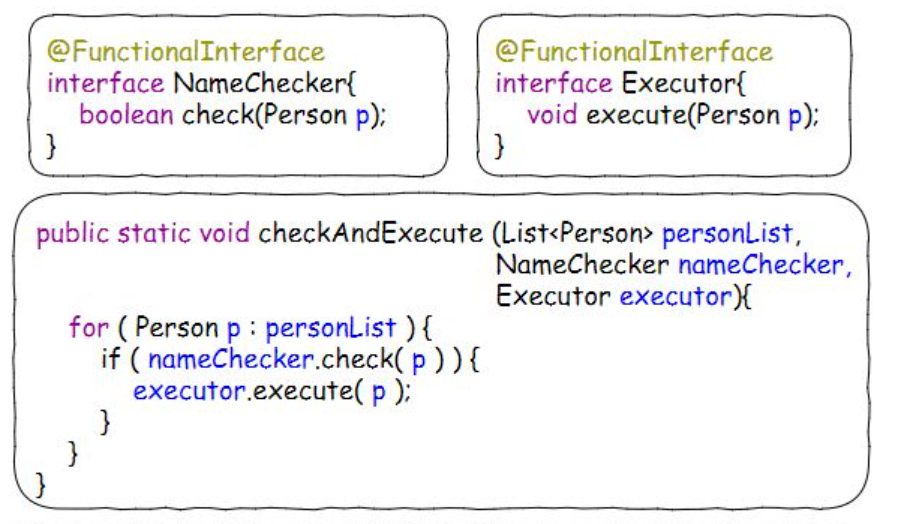 @FunctionalInterface
interface NameChecker{
boolean check(Person p);
}
@FunctionalInterface
interface Executor{
void execute(Person p);
}
public static void checkAndExecute (List<Person> personList,
NameChecker nameChecker,
Executor executor){
for ( Person p : personList ) {
if ( nameChecker.check( p ) ) {
executor.execute( p );
}
}
}